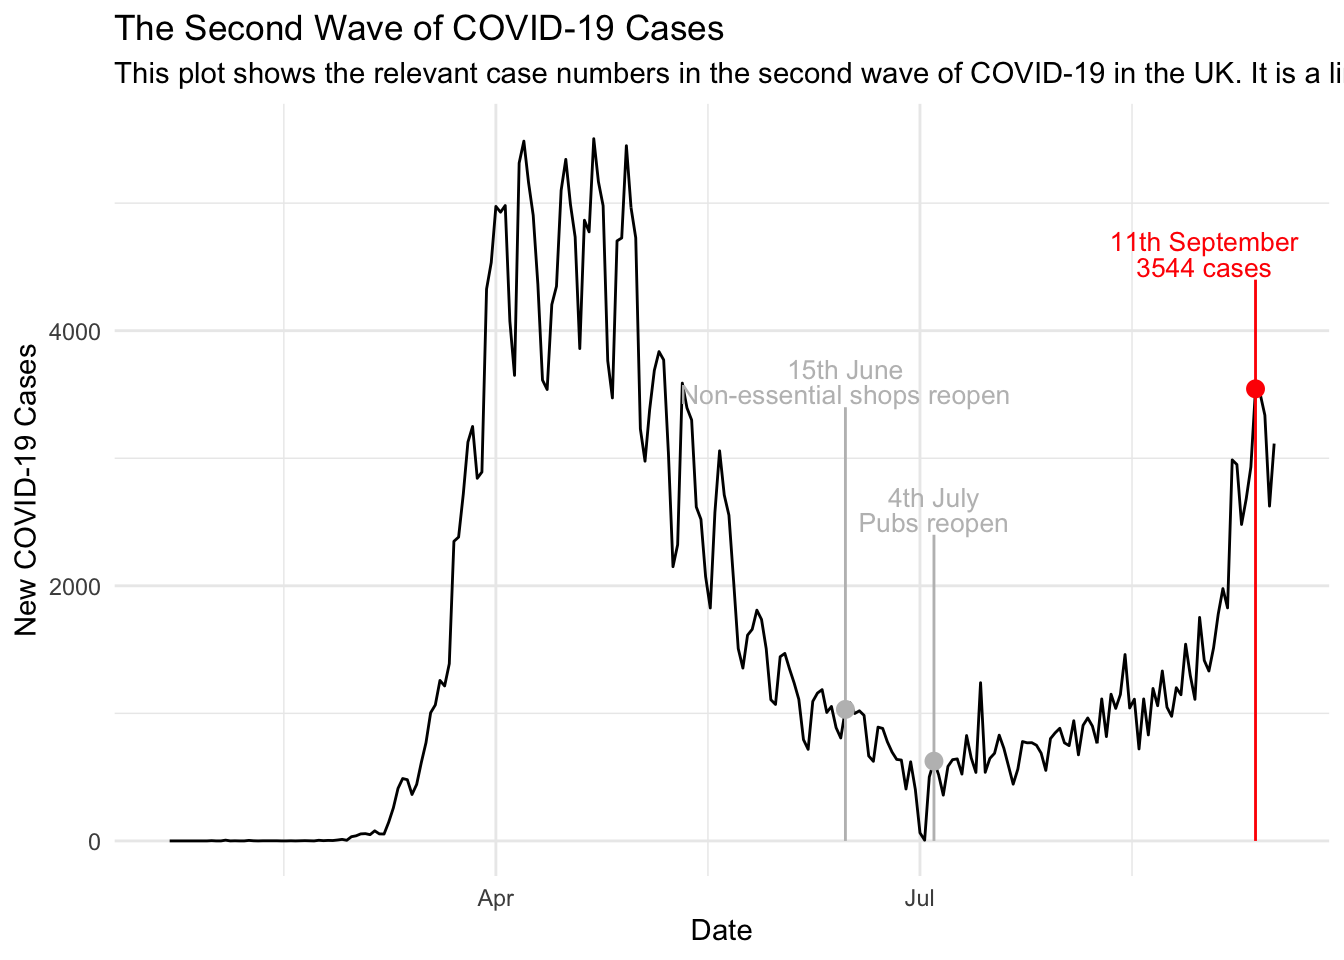 The Second Wave of COVID-19 Cases
This plot shows the relevant case numbers in the second wave of COVID-19 in the UK. It is a li
11th September
3544 cases
15th June
Non-essential shops reopen
4th July
Pubs reopen
New COVID-19 Cases
4000
2000
0
Apr
Jul
Date